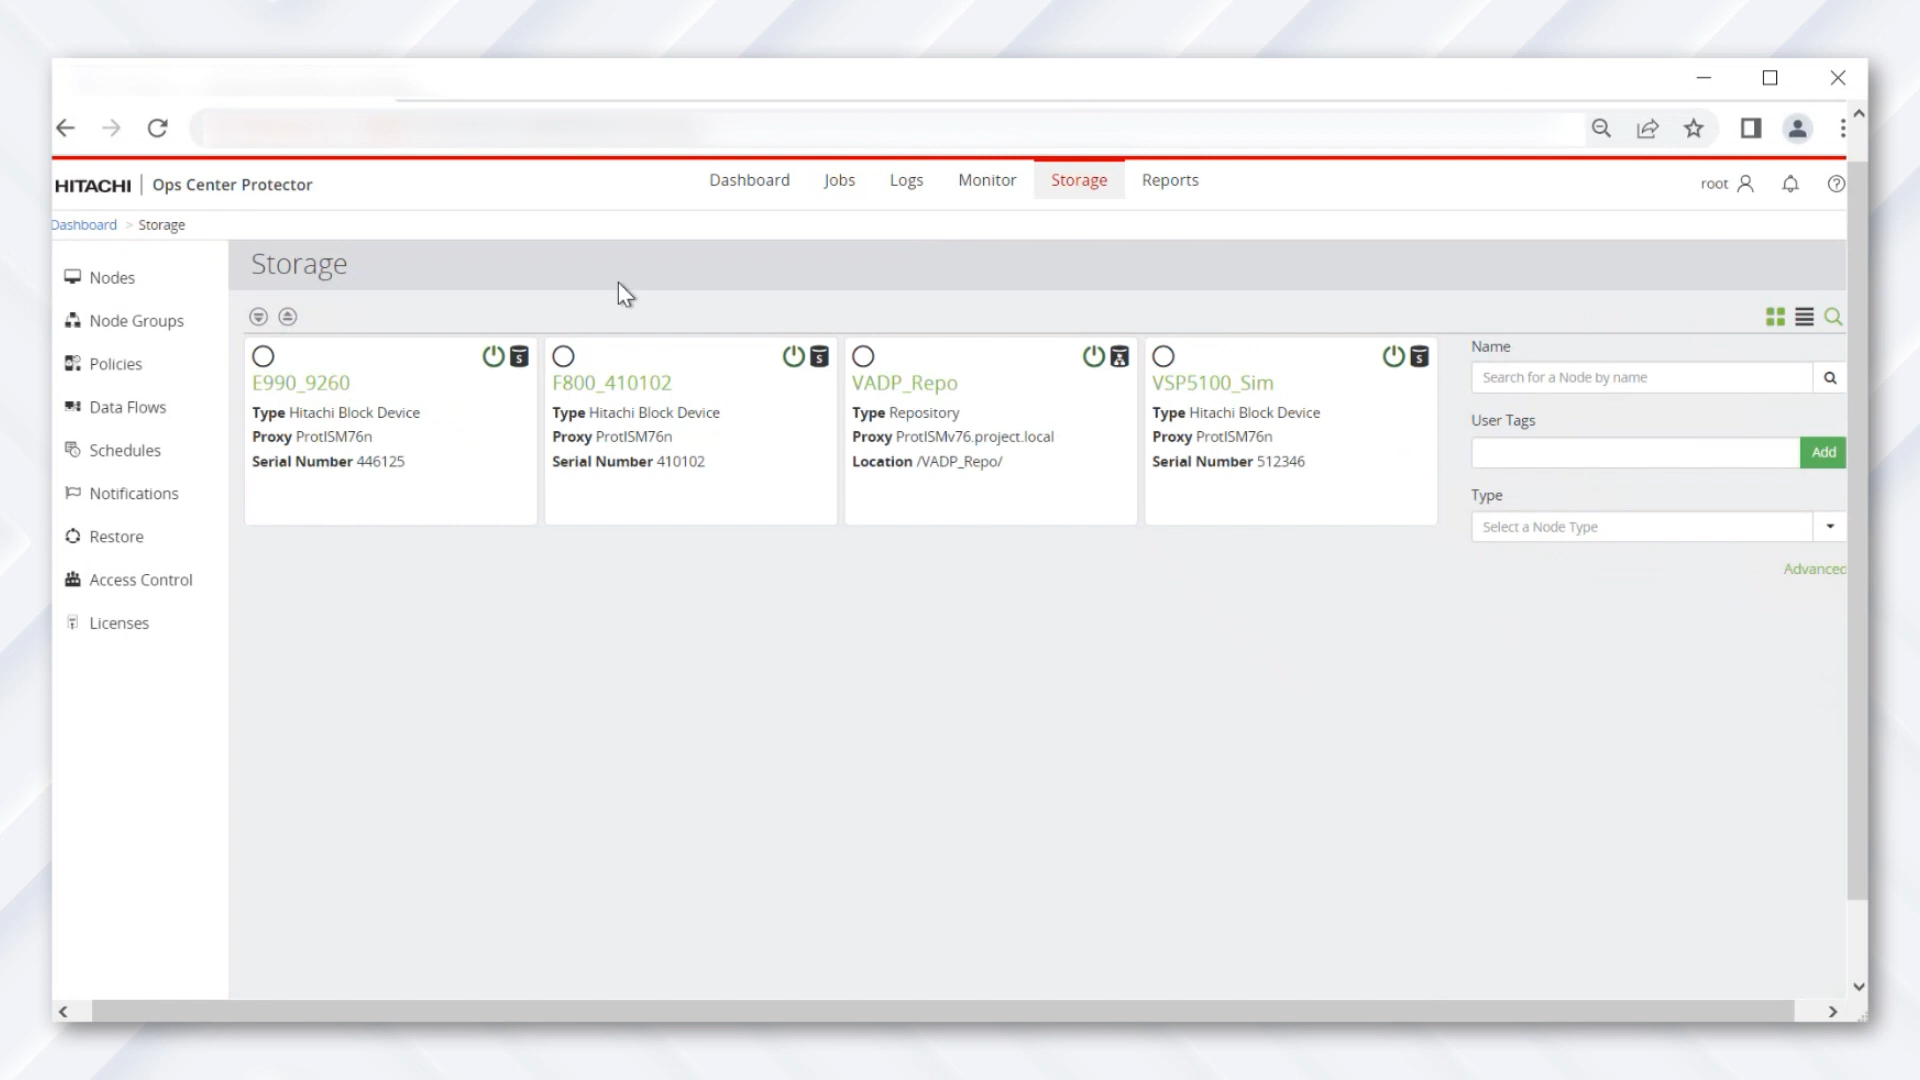 HITACHI | Ops Center Protector
Dashboard
Jobs
Logs
Monitor
Storage
Reports
root
Dashboard > Storage
Nodes
Node Groups
Policies
Data Flows
Schedules
Notifications
Restore
Access Control
Licenses
Storage
E990_9260
Type Hitachi Block Device
Proxy ProtISM76n
Serial Number 446125
F800_410102
Type Hitachi Block Device
Proxy ProtISM76n
Serial Number 410102
VADP_Repo
Type Repository
Proxy ProtISMv76.project.local
Location /VADP_Repo/
VSP5100_Sim
Type Hitachi Block Device
Proxy ProtISM76n
Serial Number 512346
Name
Search for a Node by name
User Tags
Add
Type
Select a Node Type
Advanced